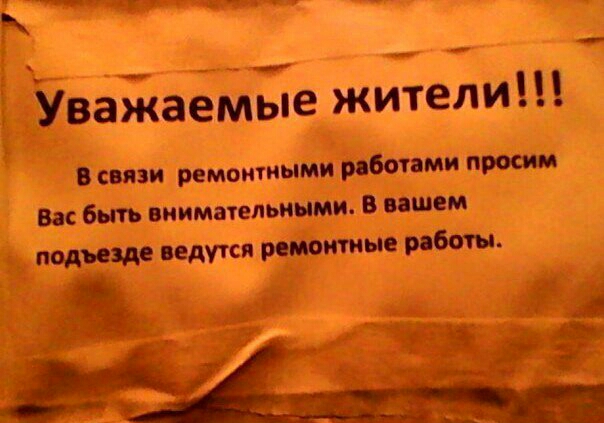 Уважаемые жители!!!
В связи ремонтными работами просим
Вас быть внимательными. В вашем
подъезде ведутся ремонтные работы.